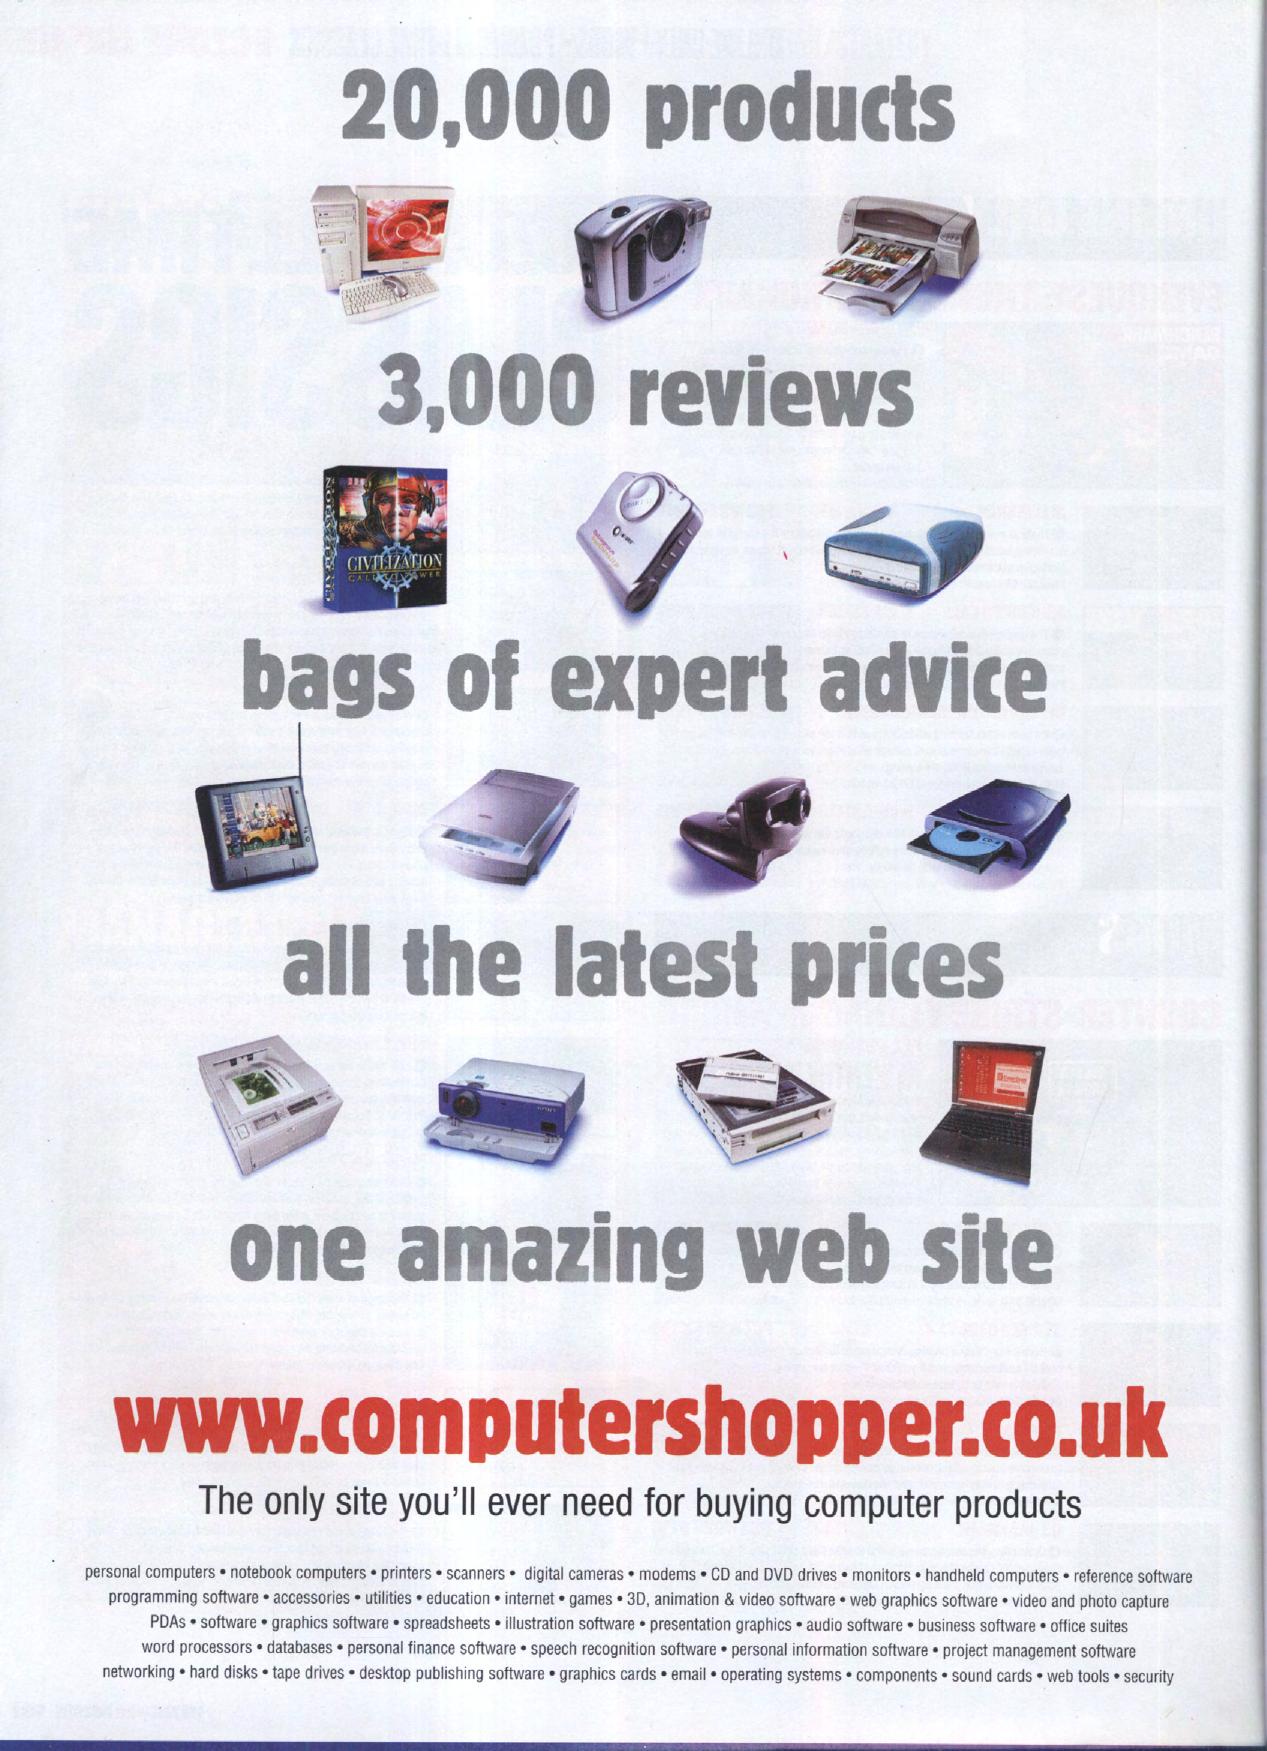 20,000 products
3,000 reviews
CIVILIZATION
CIVILIZATION
CALL TO POWER
bags of expert advice
all the latest prices
one amazing web site
www.computershopper.co.uk
The only site you'll ever need for buying computer products
personal computers • notebook computers • printers • scanners • digital cameras • modems • CD and DVD drives • monitors • handheld computers • reference software
programming software • accessories • utilities • education • internet • games • 3D, animation & video software • web graphics software • video and photo capture
PDAs • software • graphics software • spreadsheets • illustration software • presentation graphics • audio software • business software • office suites
word processors • databases • personal finance software • speech recognition software • personal information software • project management software
networking • hard disks • tape drives • desktop publishing software • graphics cards • email • operating systems • components • sound cards • web tools • security